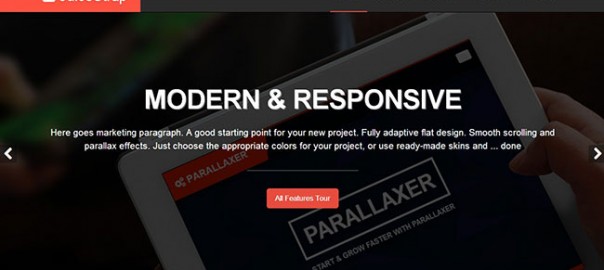 MODERN & RESPONSIVE
Here goes marketing paragraph. A good starting point for your new project. Fully adaptive flat design. Smooth scrolling and
parallax effects. Just choose the appropriate colors for your project, or use ready-made skins and ... done
PARALLAXER
All Features Tour
PARALLAXER
START & GROW FASTER WITH PARALLAXER